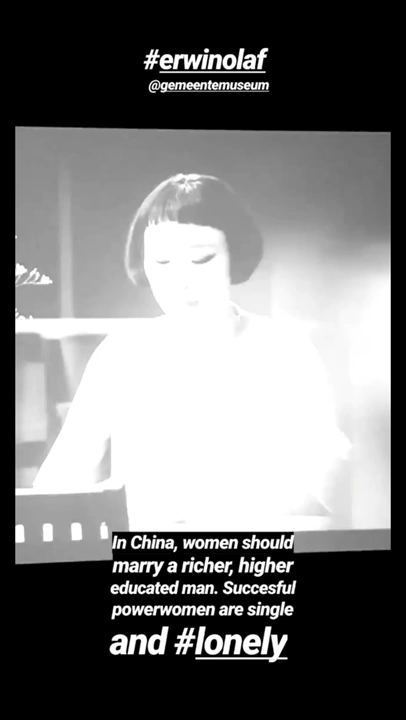 #erwinolaf
@gemeentemuseum
In China, women should
marry a richer, higher
educated man. Succesful
powerwomen are single
and #lonely